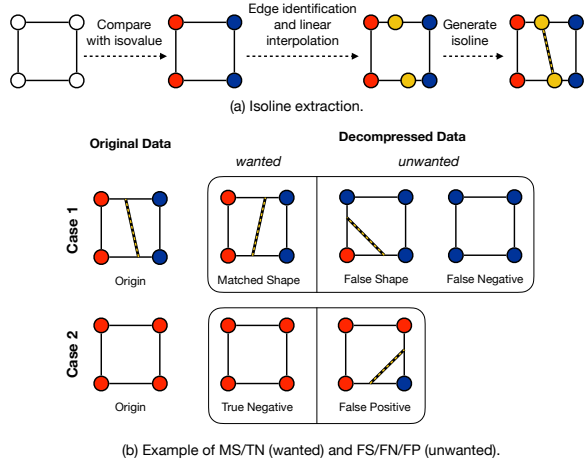 Compare
with isovalue
Edge identification
and linear
interpolation
Generate
isoline
(a) Isoline extraction.
Original Data
Decompressed Data
wanted
unwanted
Case 1
Origin
Matched Shape
False Shape
False Negative
Case 2
Origin
True Negative
False Positive
(b) Example of MS/TN (wanted) and FS/FN/FP (unwanted).